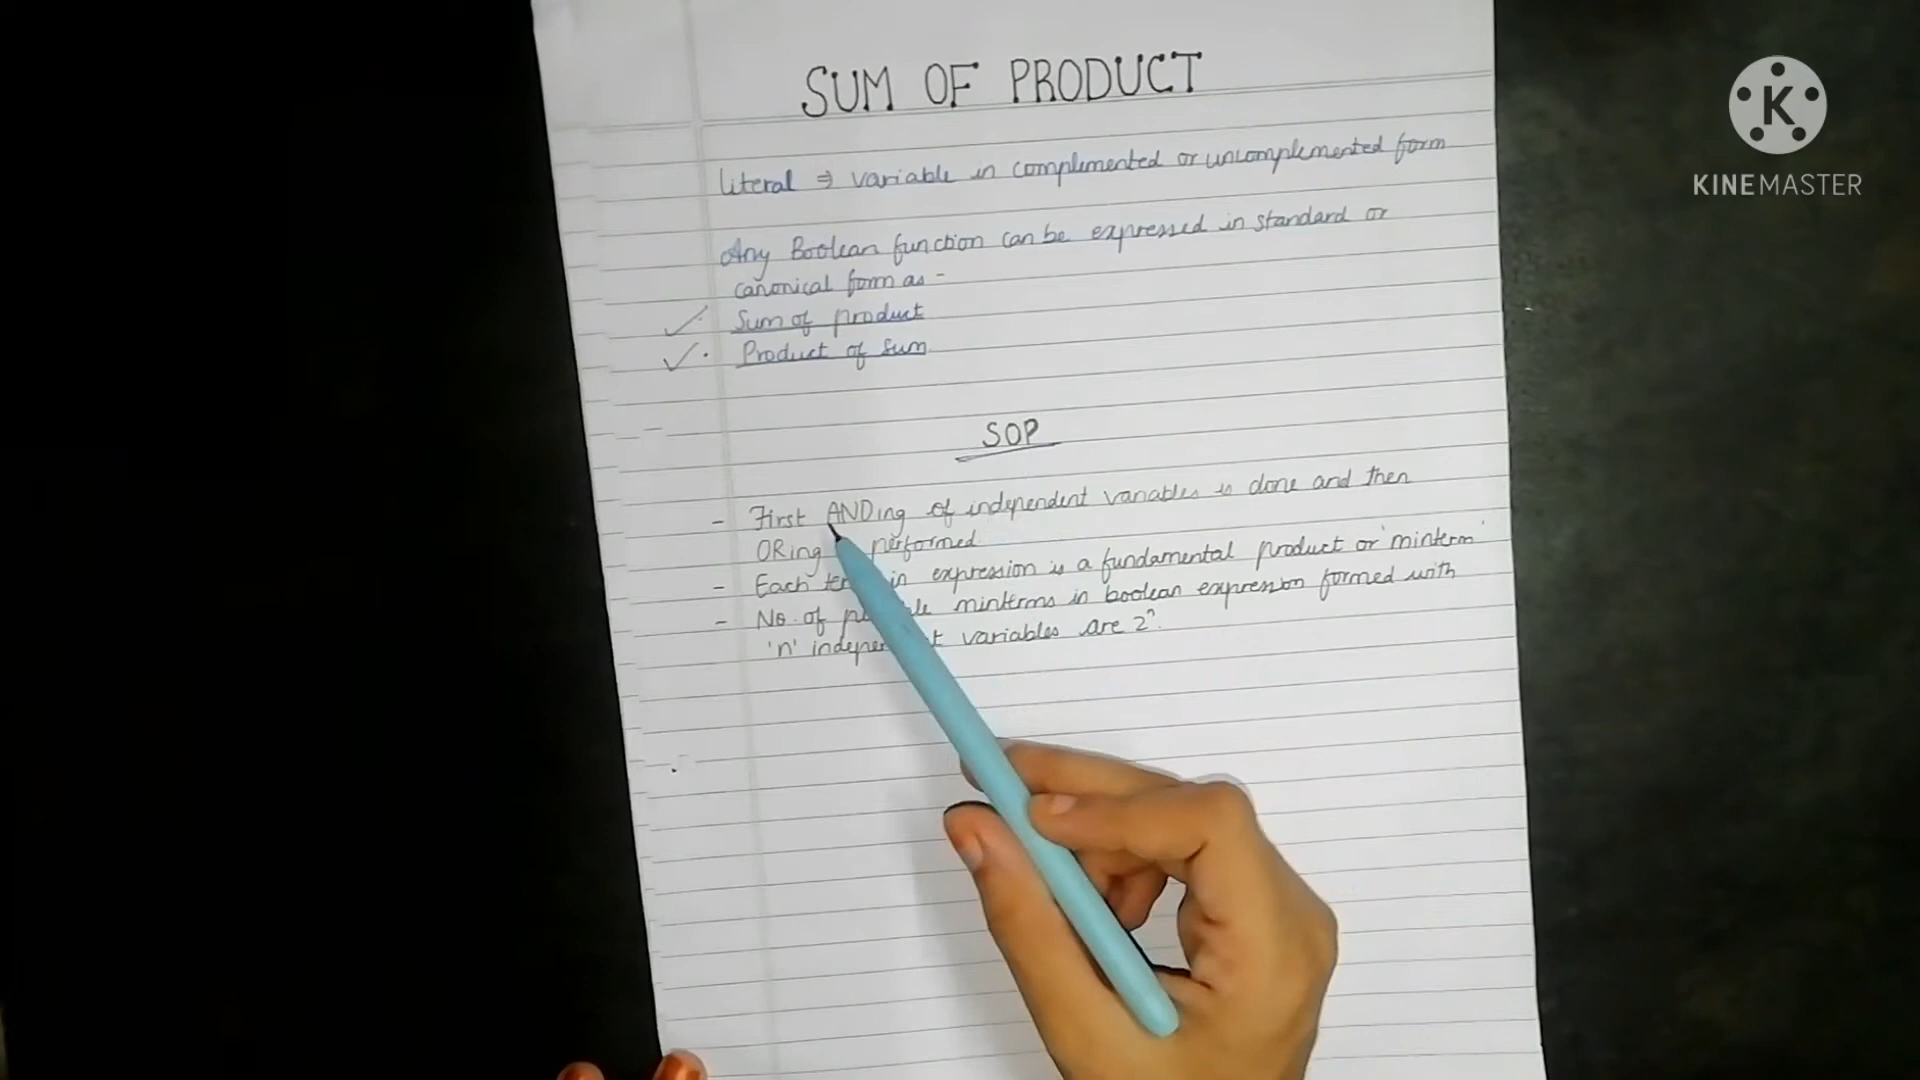 SUM OF PRODUCT
K
KINEMASTER
literal ⇒ variable in complemented or uncomplemented form
Any Boolean function can be expressed in standard or
canonical form as -
✓· Sum of product
✓· Product of sum
SOP
- First ANDing of independent variables is done and then
ORing performed.
- Each in expression is a fundamental product or 'minterm'
- No. of minterms in boolean expression formed with
'n' variables are 2ⁿ.